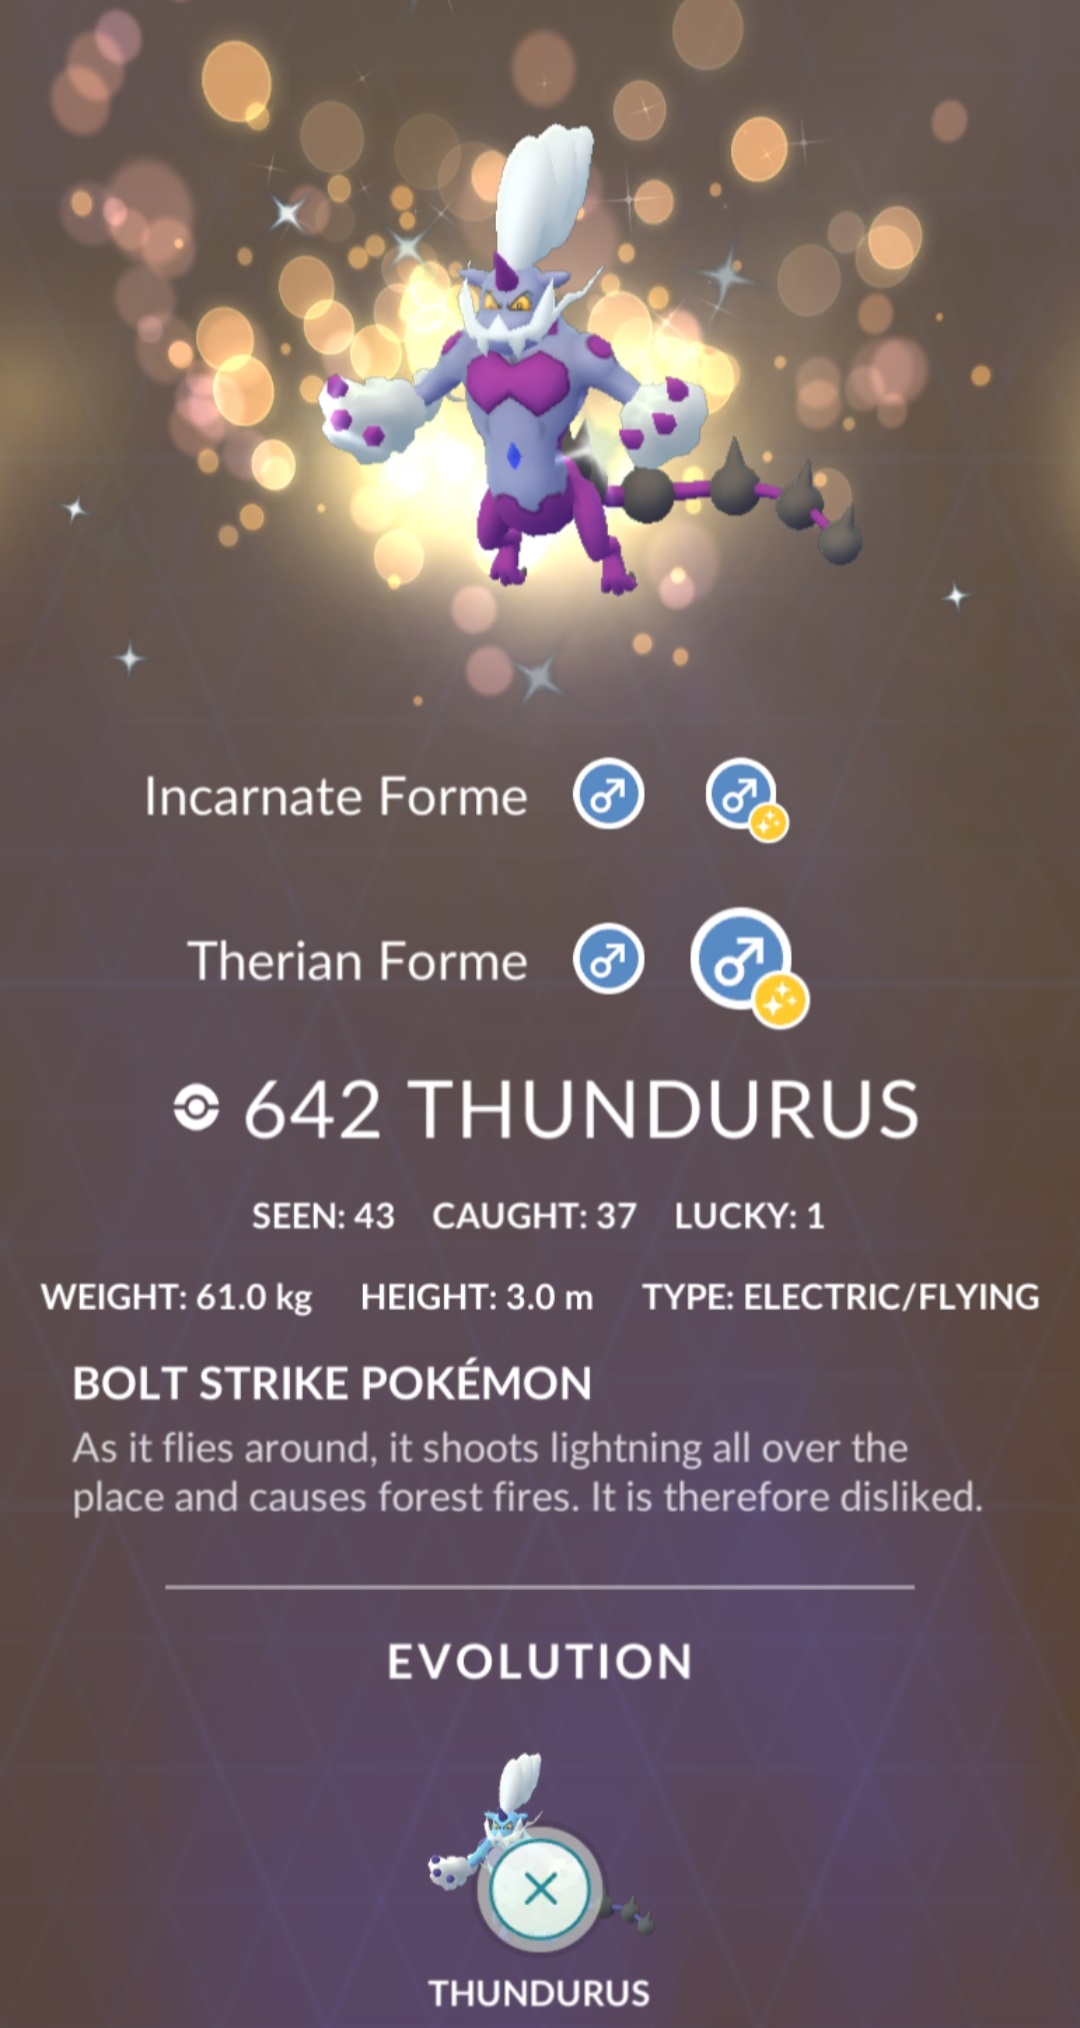 Incarnate Forme
Therian Forme
642 THUNDURUS
SEEN: 43 CAUGHT: 37 LUCKY: 1
WEIGHT: 61.0 kg HEIGHT: 3.0 m TYPE: ELECTRIC/FLYING
BOLT STRIKE POKÉMON
As it flies around, it shoots lightning all over the
place and causes forest fires. It is therefore disliked.
EVOLUTION
THUNDURUS